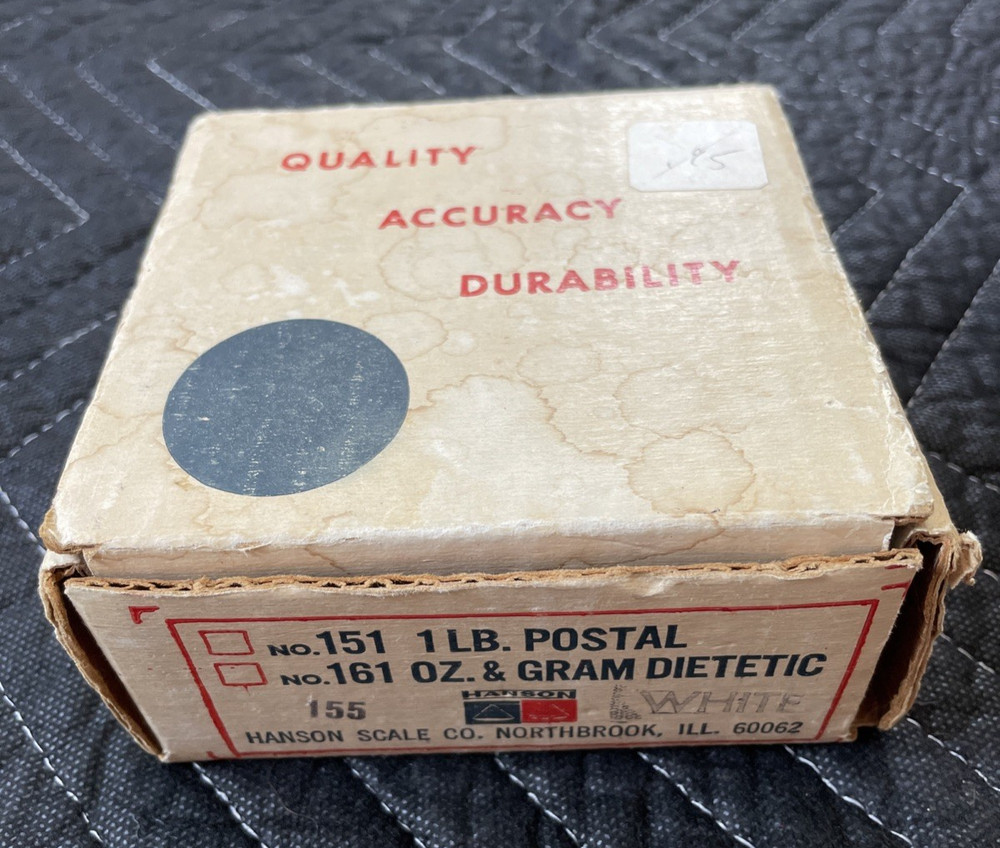 QUALITY
ACCURACY
DURABILITY
NO.151 1 LB. POSTAL
NO.161 OZ. & GRAM DIETETIC
155
HANSON
WHITE
HANSON SCALE CO. NORTHBROOK, ILL. 60062